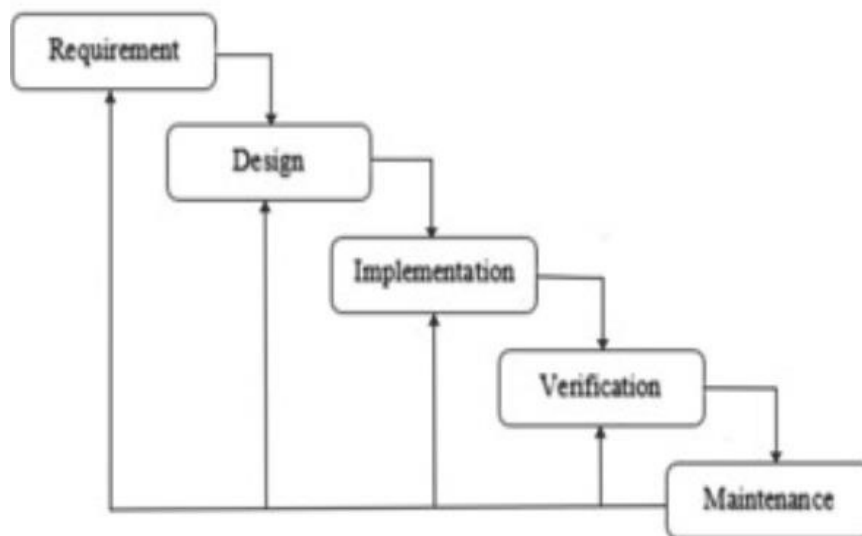 Requirement
Design
Implementation
Verification
Maintenance